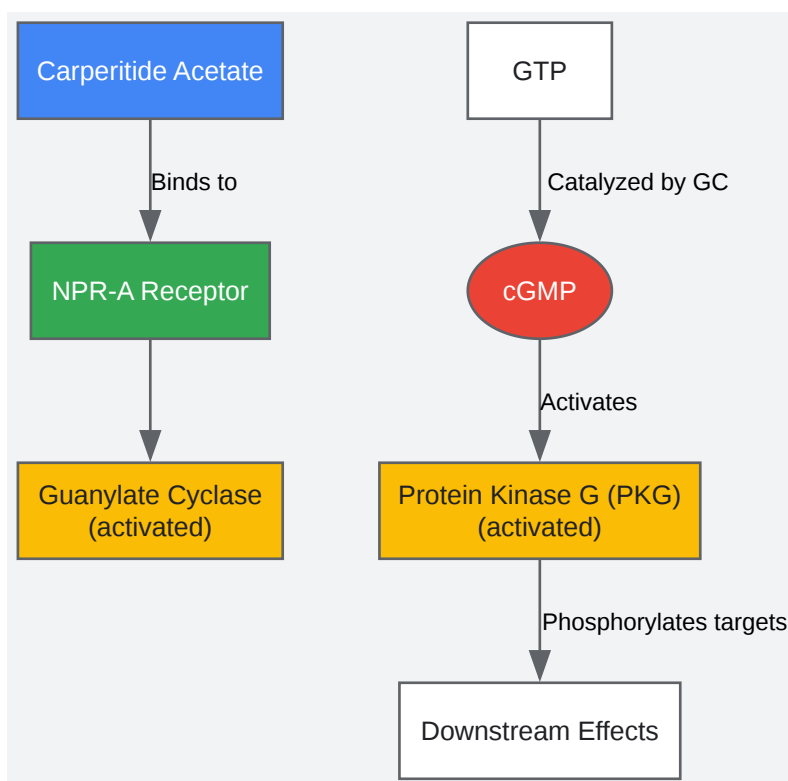 Carperitide Acetate
GTP
Binds to
Catalyzed by GC
NPR-A Receptor
cGMP
Activates
Guanylate Cyclase
(activated)
Protein Kinase G (PKG)
(activated)
Phosphorylates targets
Downstream Effects